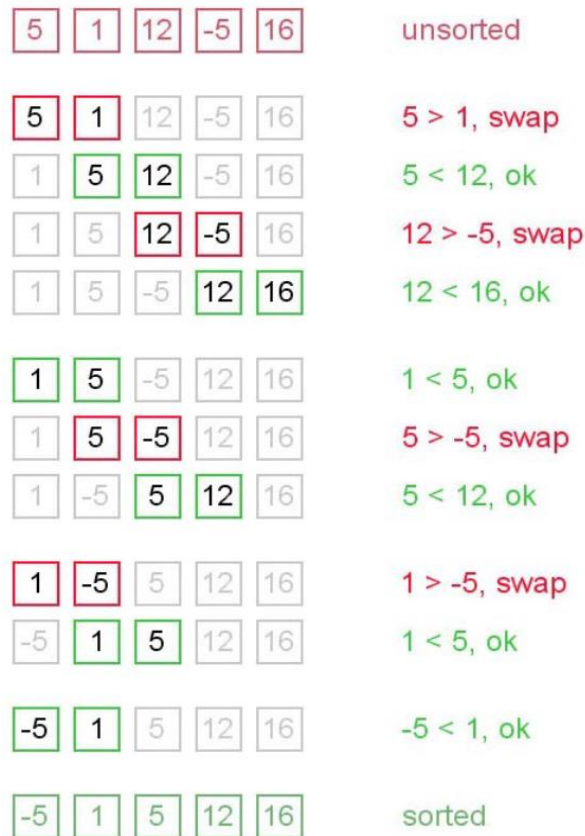 5 1 12 -5 16 unsorted
5 1 12 -5 16 5 > 1, swap
1 5 12 -5 16 5 < 12, ok
1 5 12 -5 16 12 > -5, swap
1 5 -5 12 16 12 < 16, ok
1 5 -5 12 16 1 < 5, ok
1 5 -5 12 16 5 > -5, swap
1 -5 5 12 16 5 < 12, ok
1 -5 5 12 16 1 > -5, swap
-5 1 5 12 16 1 < 5, ok
-5 1 5 12 16 -5 < 1, ok
-5 1 5 12 16 sorted